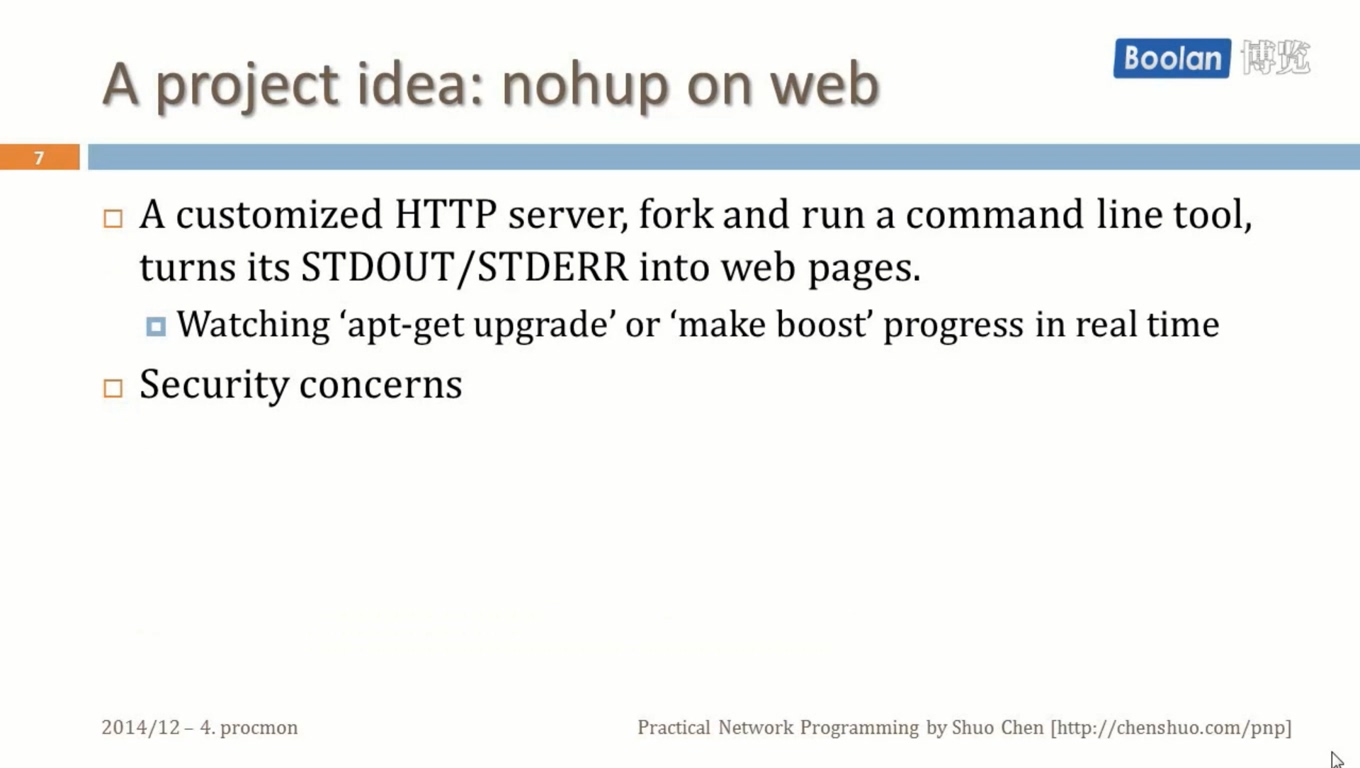 A project idea: nohup on web
Boolan 博览
7
A customized HTTP server, fork and run a command line tool,
turns its STDOUT/STDERR into web pages.
Watching ‘apt-get upgrade’ or ‘make boost’ progress in real time
Security concerns
2014/12 – 4. procmon
Practical Network Programming by Shuo Chen [http://chenshuo.com/pnp]